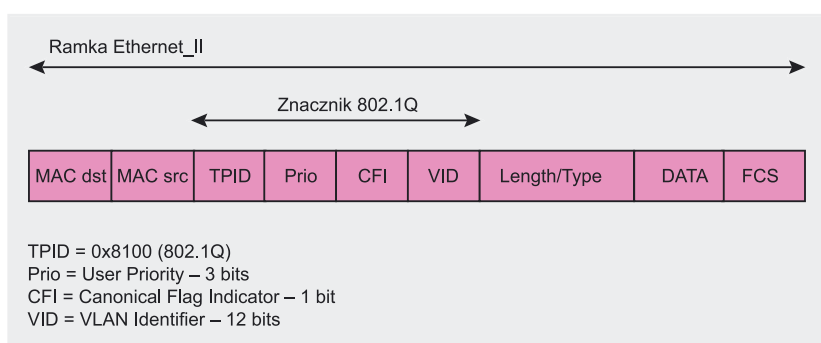 Ramka Ethernet_II
Znacznik 802.1Q
MAC dst MAC src TPID Prio CFI VID Length/Type DATA FCS
TPID = 0x8100 (802.1Q)
Prio = User Priority – 3 bits
CFI = Canonical Flag Indicator – 1 bit
VID = VLAN Identifier – 12 bits